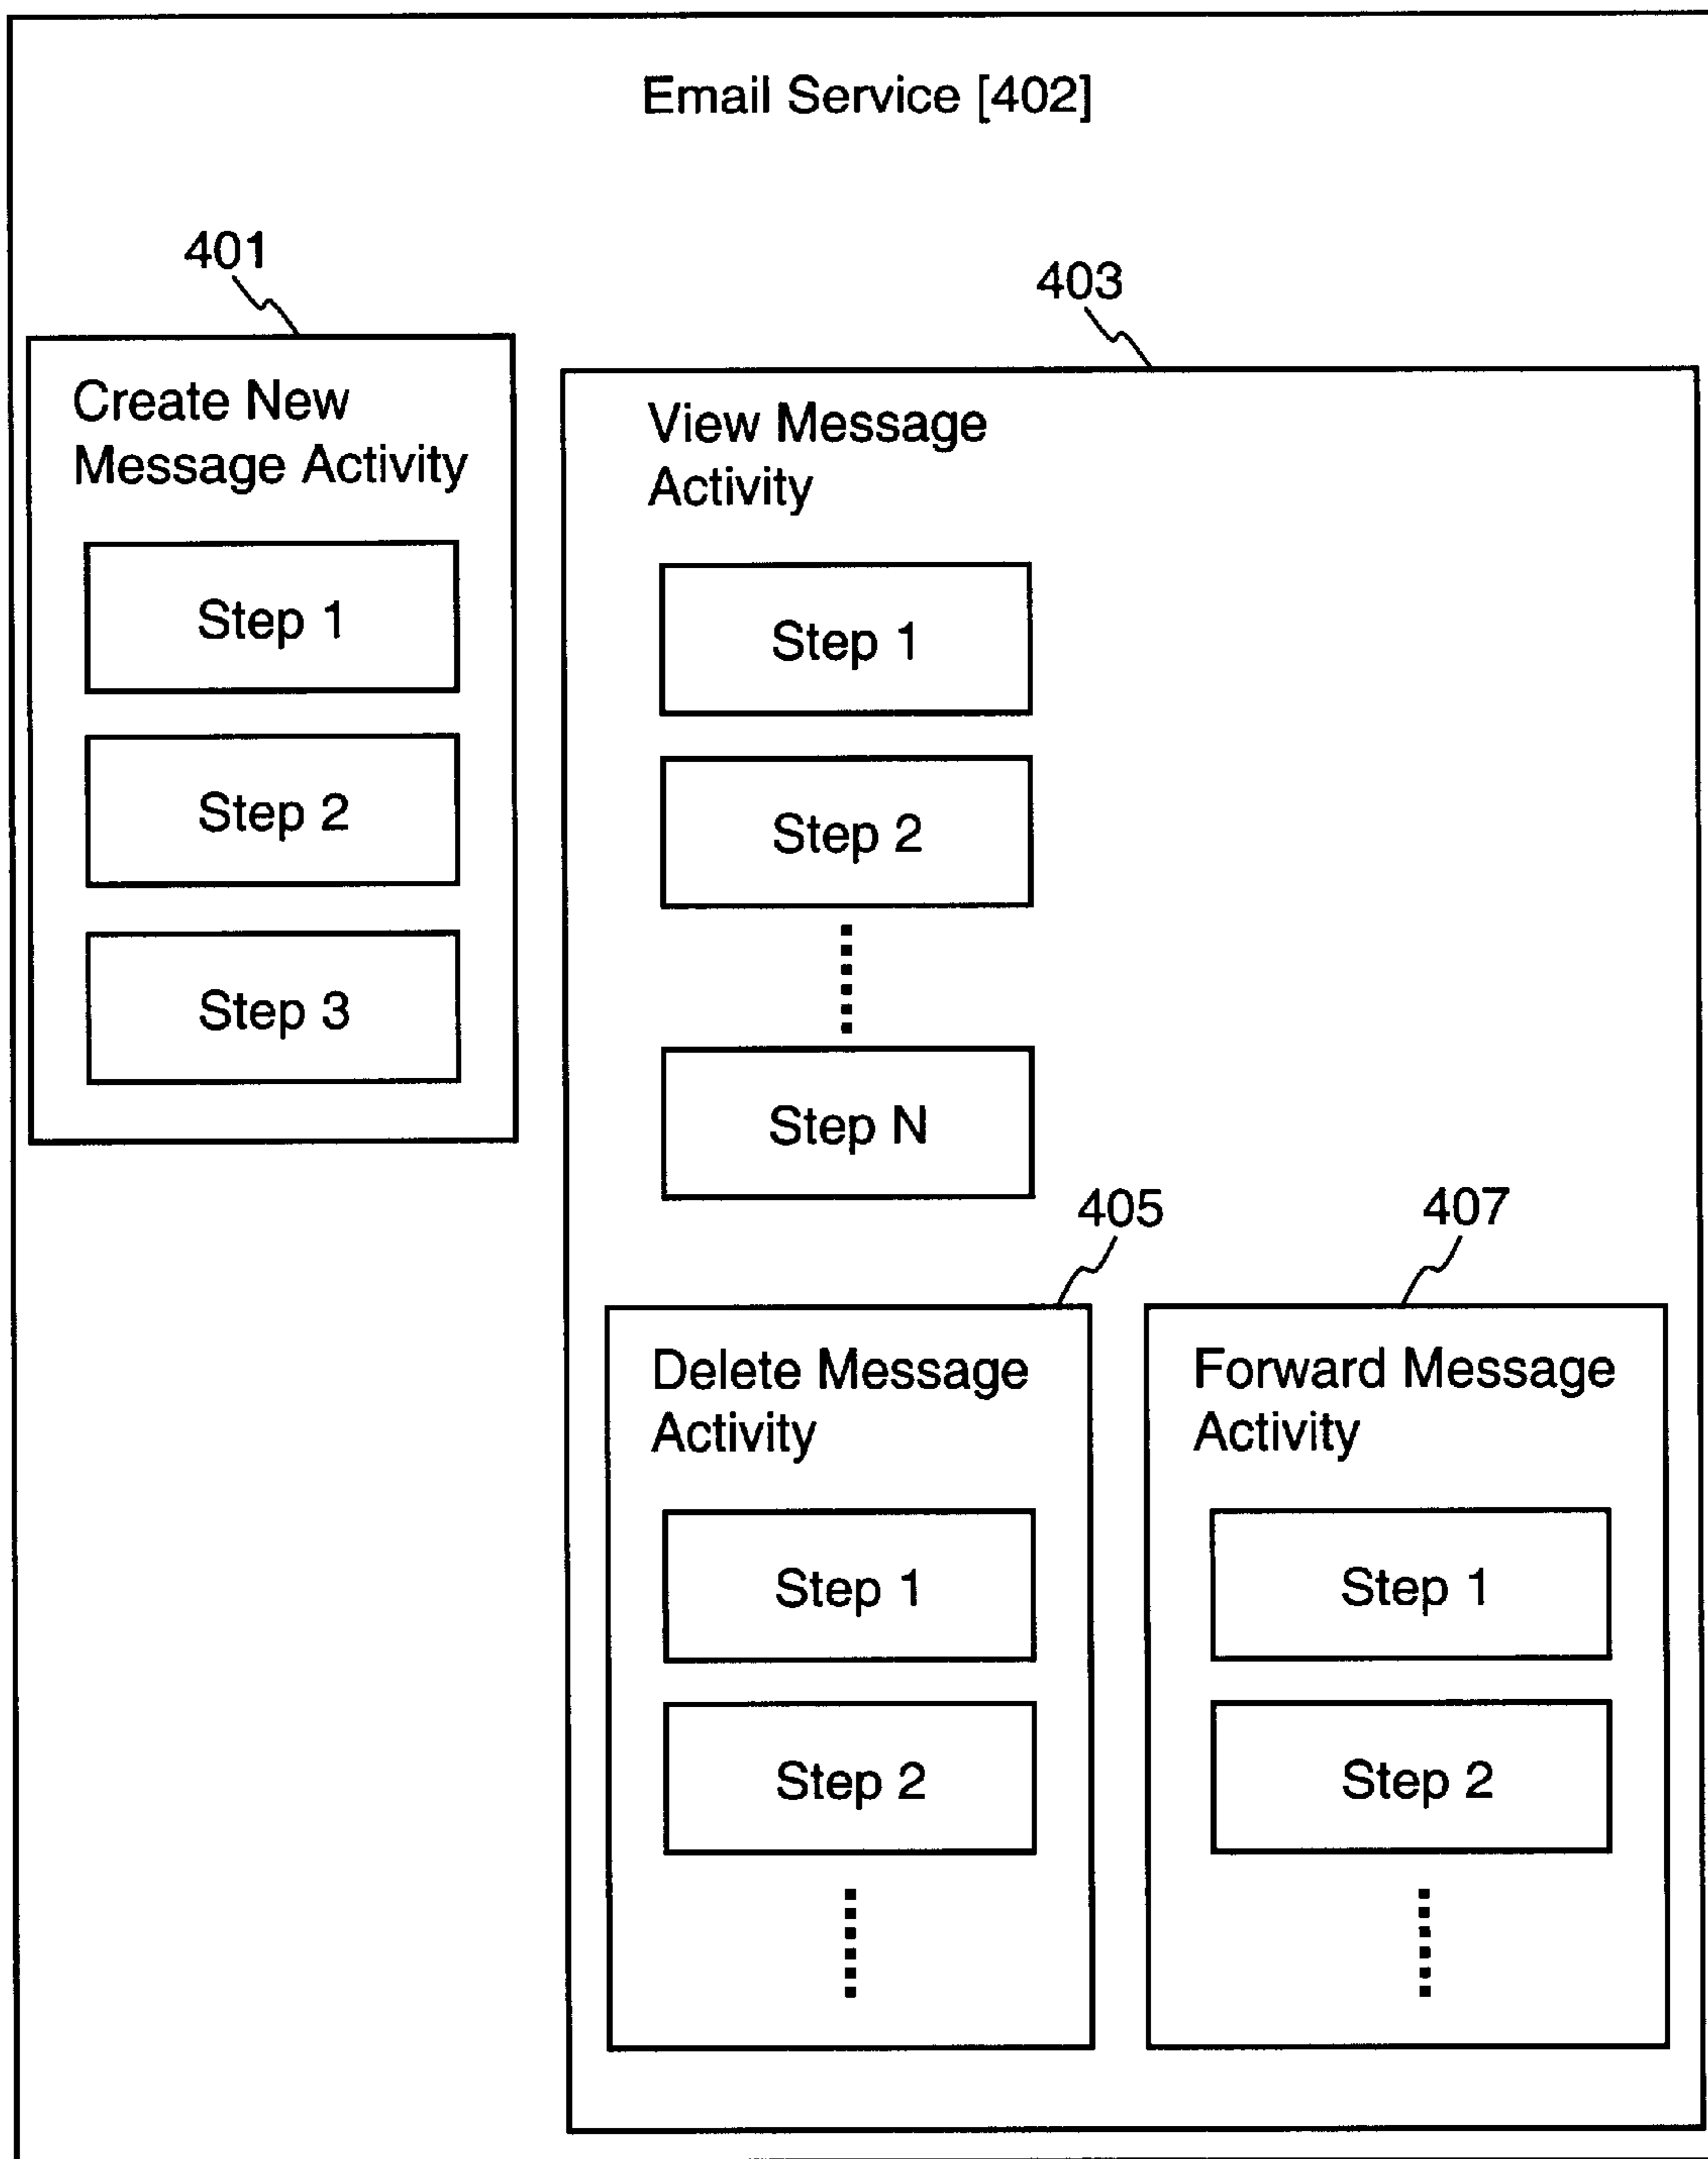 Email Service [402]
401
Create New
Message Activity
Step 1
Step 2
Step 3
403
View Message
Activity
Step 1
Step 2
Step N
405
Delete Message
Activity
Step 1
Step 2
407
Forward Message
Activity
Step 1
Step 2